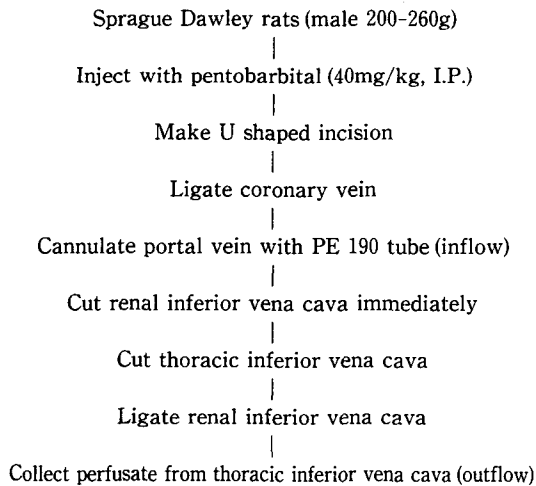 Sprague Dawley rats (male 200-260g)
Inject with pentobarbital (40mg/kg, I.P.)
Make U shaped incision
Ligate coronary vein
Cannulate portal vein with PE 190 tube (inflow)
Cut renal inferior vena cava immediately
Cut thoracic inferior vena cava
Ligate renal inferior vena cava
Collect perfusate from thoracic inferior vena cava (outflow)